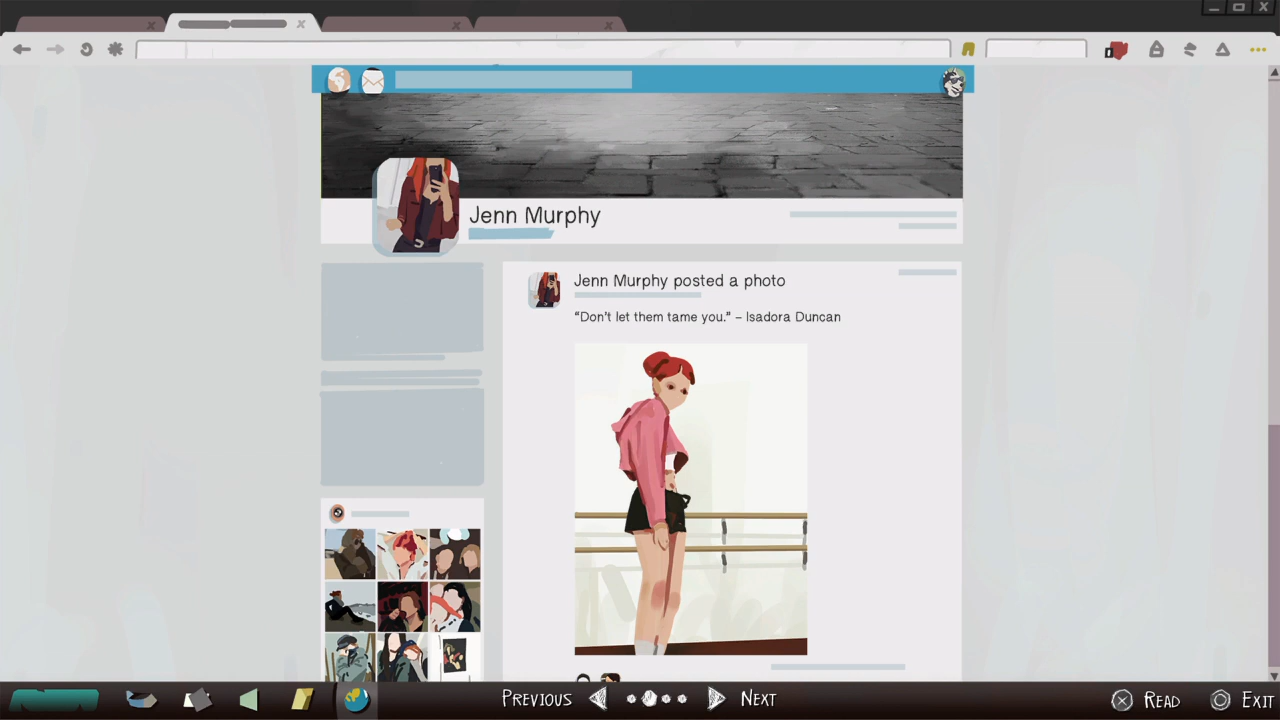 Jenn Murphy
Jenn Murphy posted a photo
“Don’t let them tame you.” – Isadora Duncan
PREVIOUS
NEXT
READ
EXIT